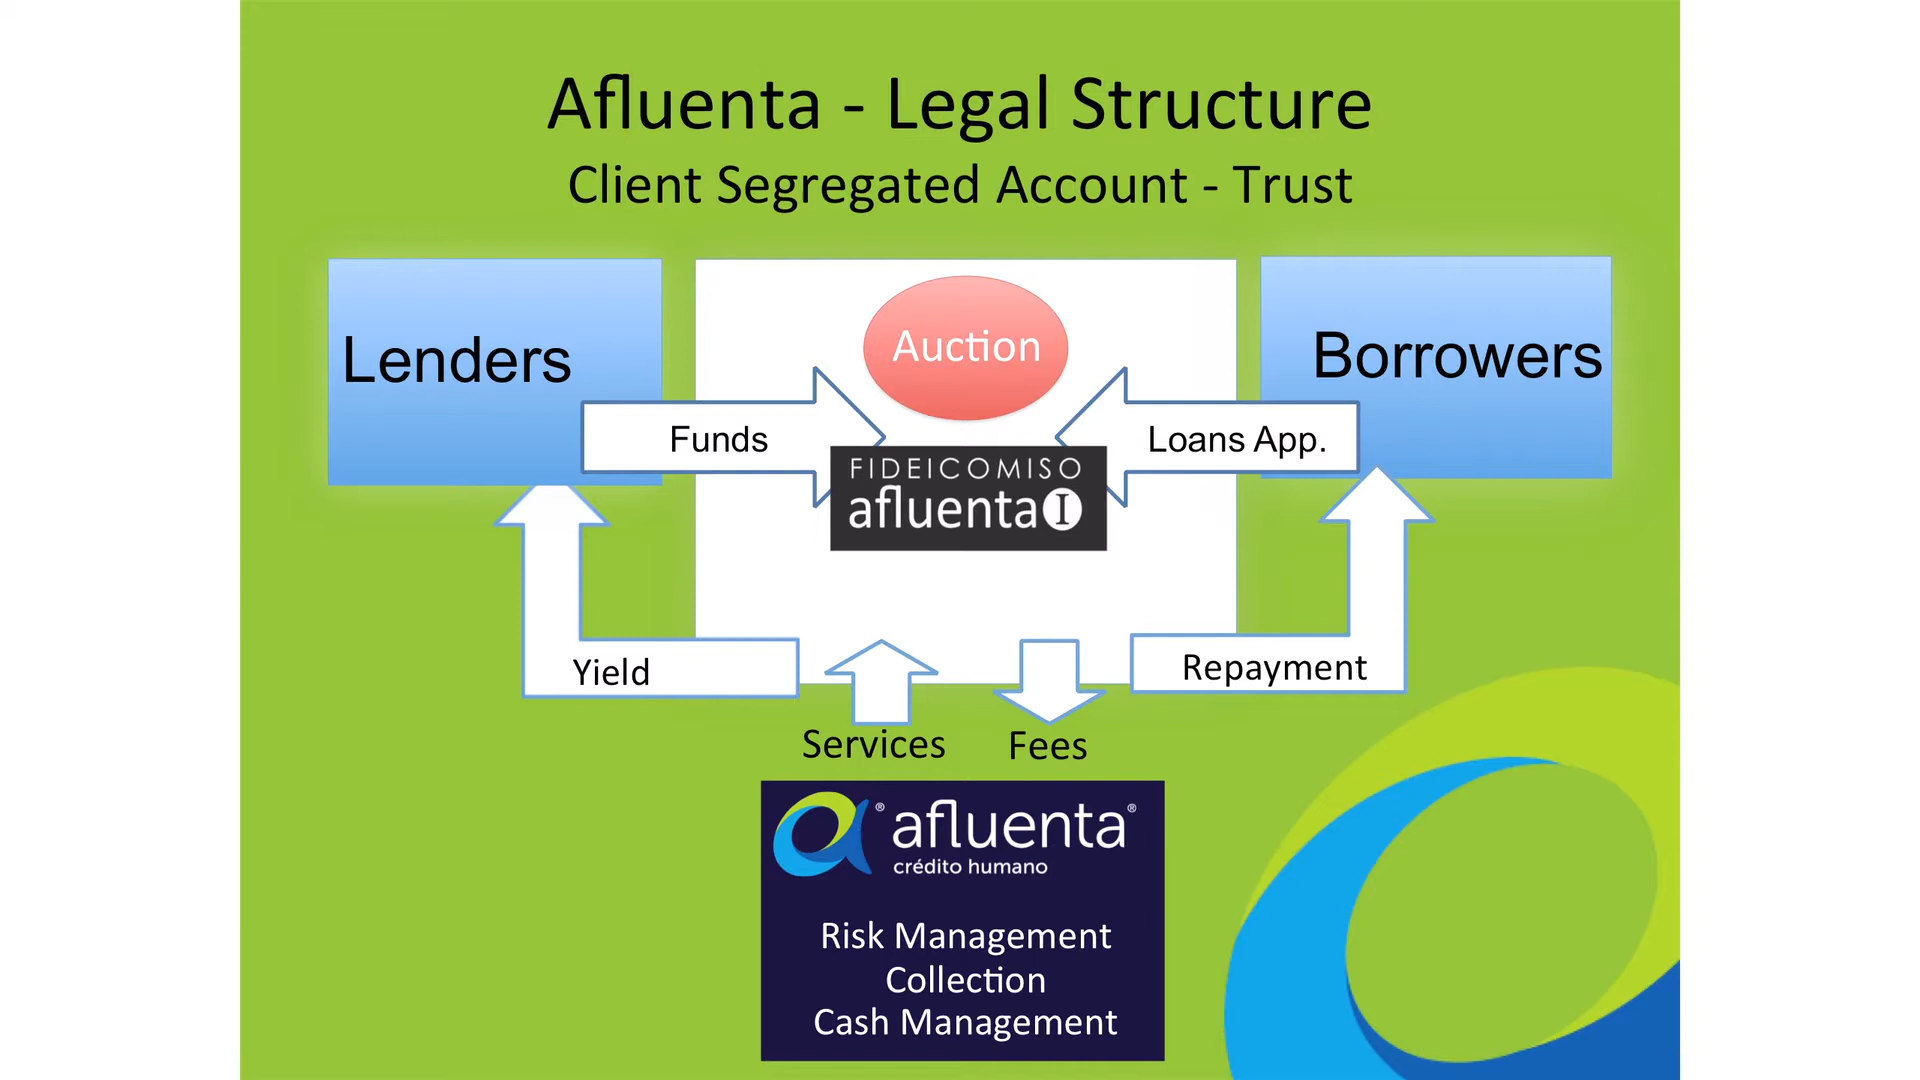 Afluenta - Legal Structure
Client Segregated Account - Trust
Lenders
Auction
Borrowers
Funds
Loans App.
FIDEICOMISO
afluenta I
Yield
Repayment
Services
Fees
® afluenta®
crédito humano
Risk Management
Collection
Cash Management